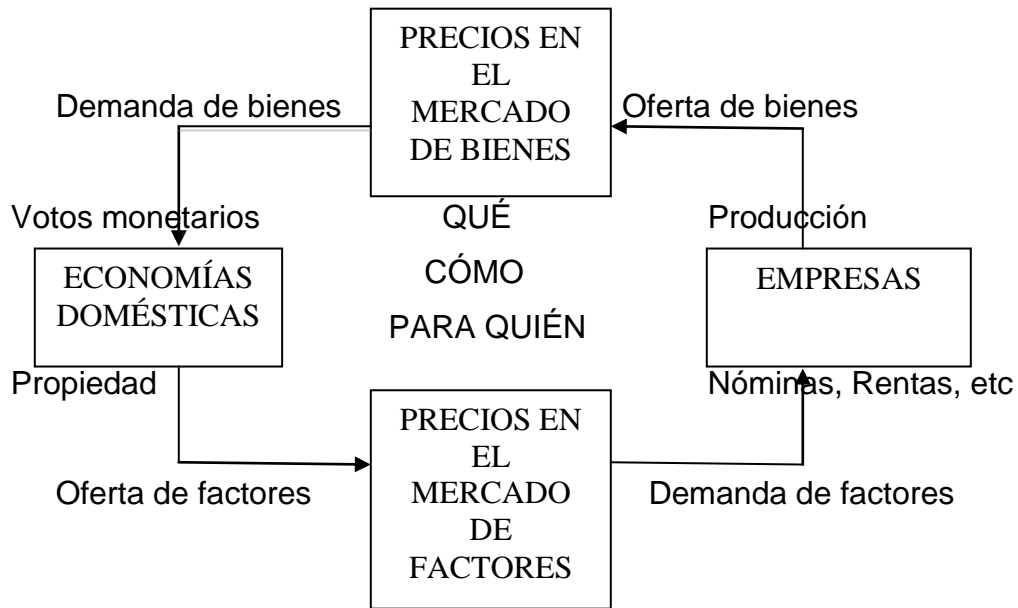 PRECIOS EN
EL
MERCADO
DE BIENES
Demanda de bienes
Oferta de bienes
Votos monetarios
QUÉ
Producción
ECONOMÍAS
DOMÉSTICAS
CÓMO
EMPRESAS
PARA QUIÉN
Propiedad
Nóminas, Rentas, etc
PRECIOS EN
EL
MERCADO
DE
FACTORES
Oferta de factores
Demanda de factores